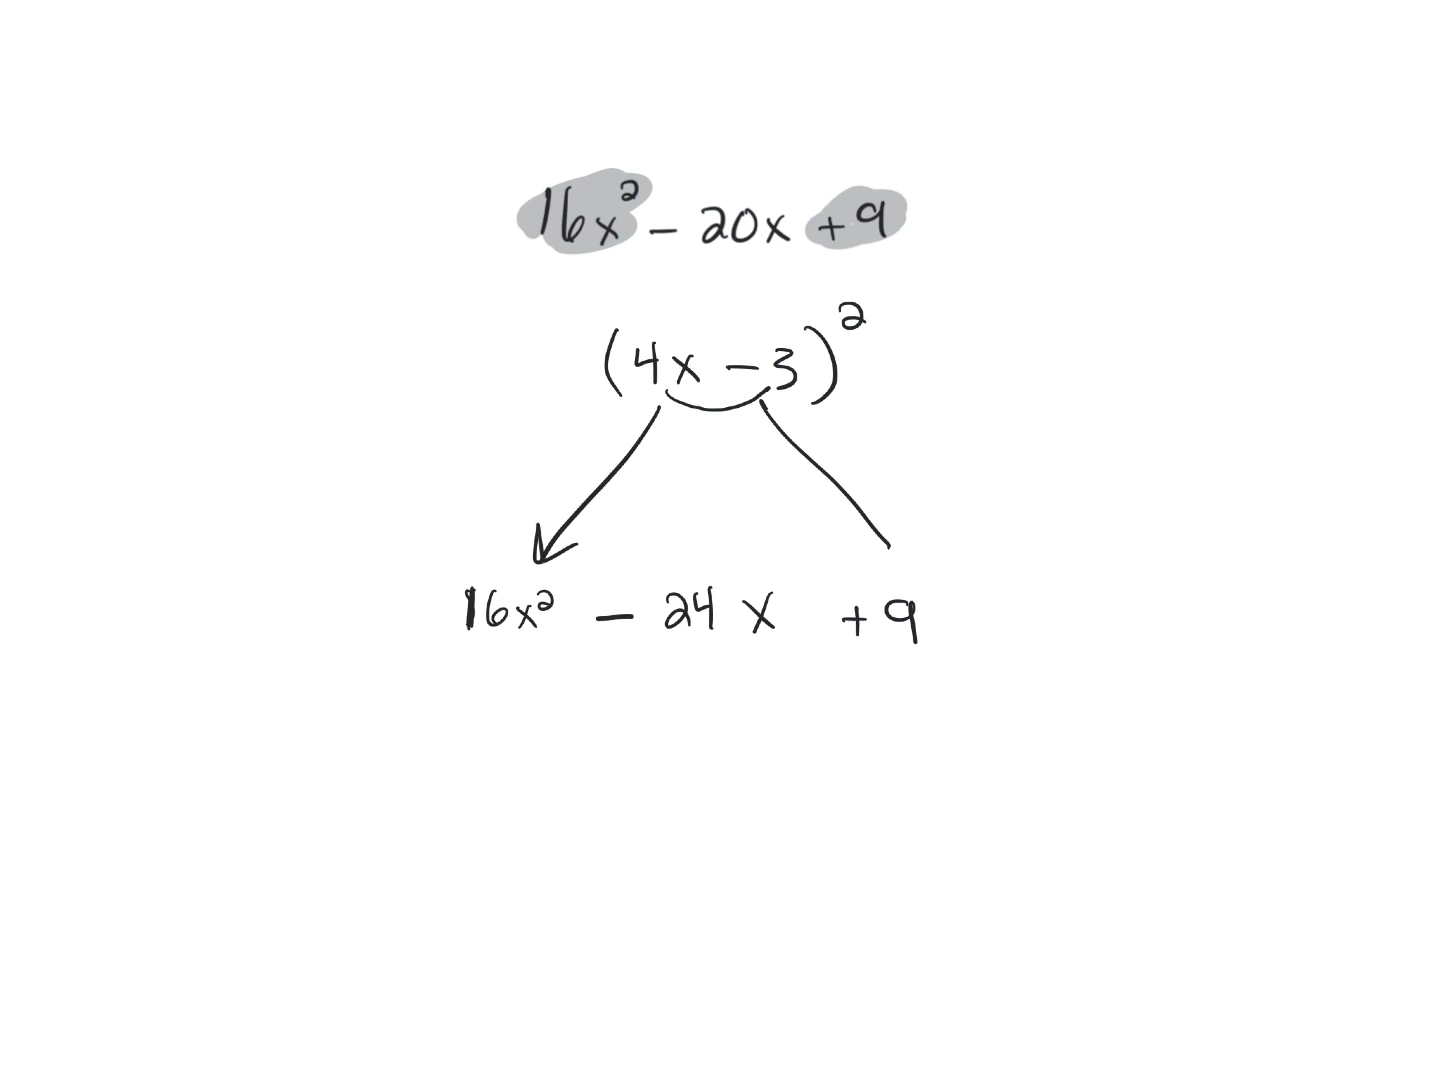 16x² - 20x + 9
(4x - 3)²
16x² - 24x + 9